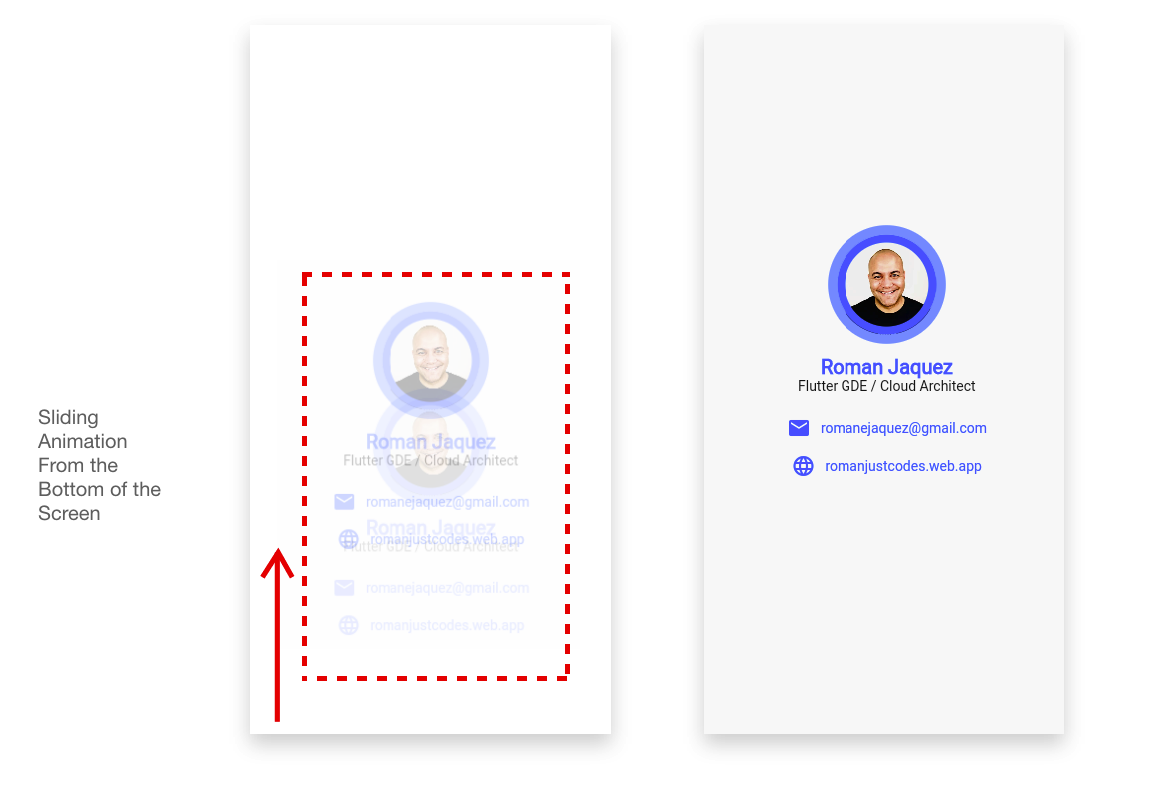 Sliding
Animation
From the
Bottom of the
Screen
Roman Jaquez
Flutter GDE / Cloud Architect
romanejaquez@gmail.com
Roman Jaquez
romanjustcodes.web.app
Flutter GDE / Cloud Architect
romanejaquez@gmail.com
romanjustcodes.web.app
Roman Jaquez
Flutter GDE / Cloud Architect
romanejaquez@gmail.com
romanjustcodes.web.app